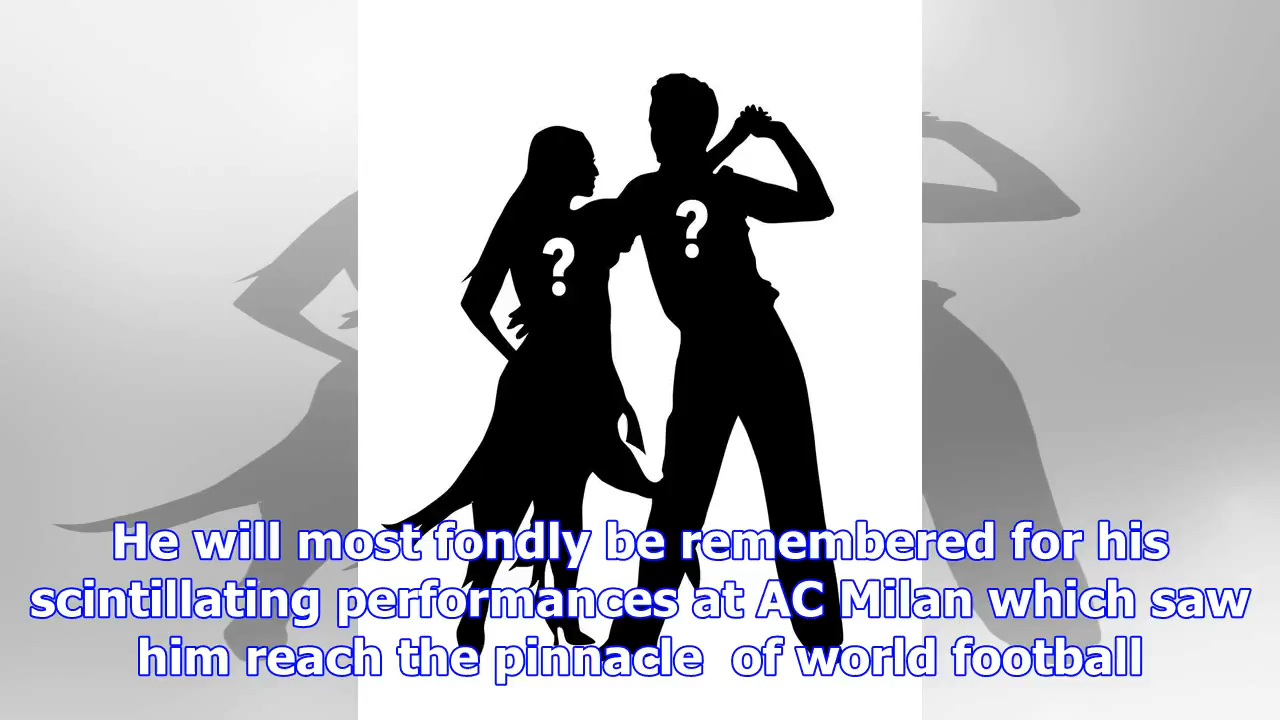 ?
?
He will most fondly be remembered for his
scintillating performances at AC Milan which saw
him reach the pinnacle  of world football